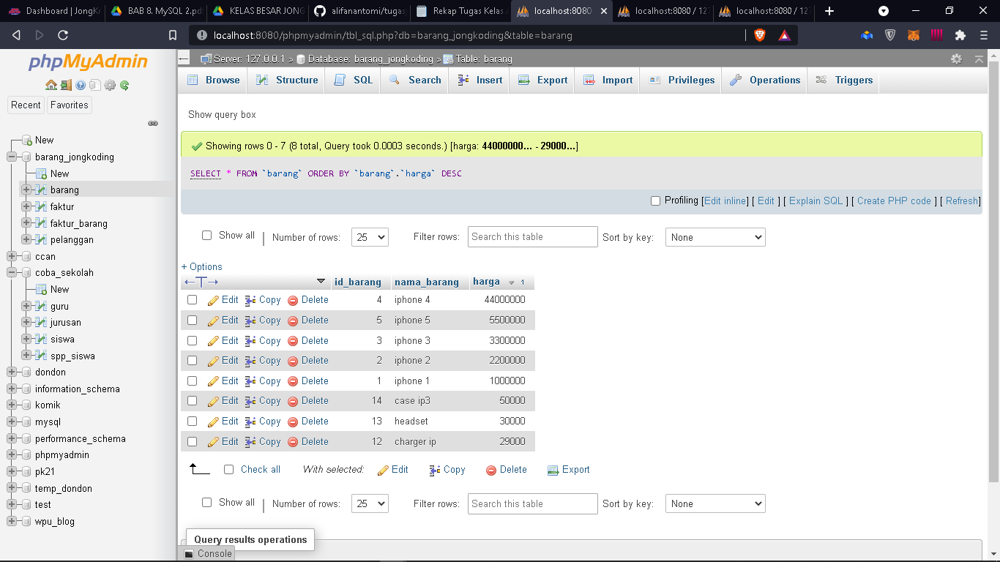 Dashboard | JongKr
BAB 8. MySQL 2.pdf
KELAS BESAR JONG
alifanantomi/tugas
Rekap Tugas Kelas
localhost:8080
localhost:8080 / 127
localhost:8080 / 127
localhost:8080/phpmyadmin/tbl_sql.php?db=barang_jongkoding&table=barang
phpMyAdmin
Recent Favorites
New
barang_jongkoding
New
barang
faktur
faktur_barang
pelanggan
ccan
coba_sekolah
New
guru
jurusan
siswa
spp_siswa
dondon
information_schema
komik
mysql
performance_schema
phpmyadmin
pk21
temp_dondon
test
wpu_blog
Server: 127.0.0.1 » Database: barang_jongkoding » Table: barang
Browse Structure SQL Search Insert Export Import Privileges Operations Triggers
Show query box
Showing rows 0 - 7 (8 total, Query took 0.0003 seconds.) [harga: 44000000... - 29000...]
SELECT * FROM `barang` ORDER BY `barang`.`harga` DESC
Profiling [Edit inline] [ Edit ] [ Explain SQL ] [ Create PHP code ] [ Refresh]
Show all | Number of rows: 25 Filter rows: Search this table Sort by key: None
+ Options
←T→ id_barang nama_barang harga 1
Edit Copy Delete 4 iphone 4 44000000
Edit Copy Delete 5 iphone 5 5500000
Edit Copy Delete 3 iphone 3 3300000
Edit Copy Delete 2 iphone 2 2200000
Edit Copy Delete 1 iphone 1 1000000
Edit Copy Delete 14 case ip3 50000
Edit Copy Delete 13 headset 30000
Edit Copy Delete 12 charger ip 29000
Check all With selected: Edit Copy Delete Export
Show all | Number of rows: 25 Filter rows: Search this table Sort by key: None
Query results operations
Console